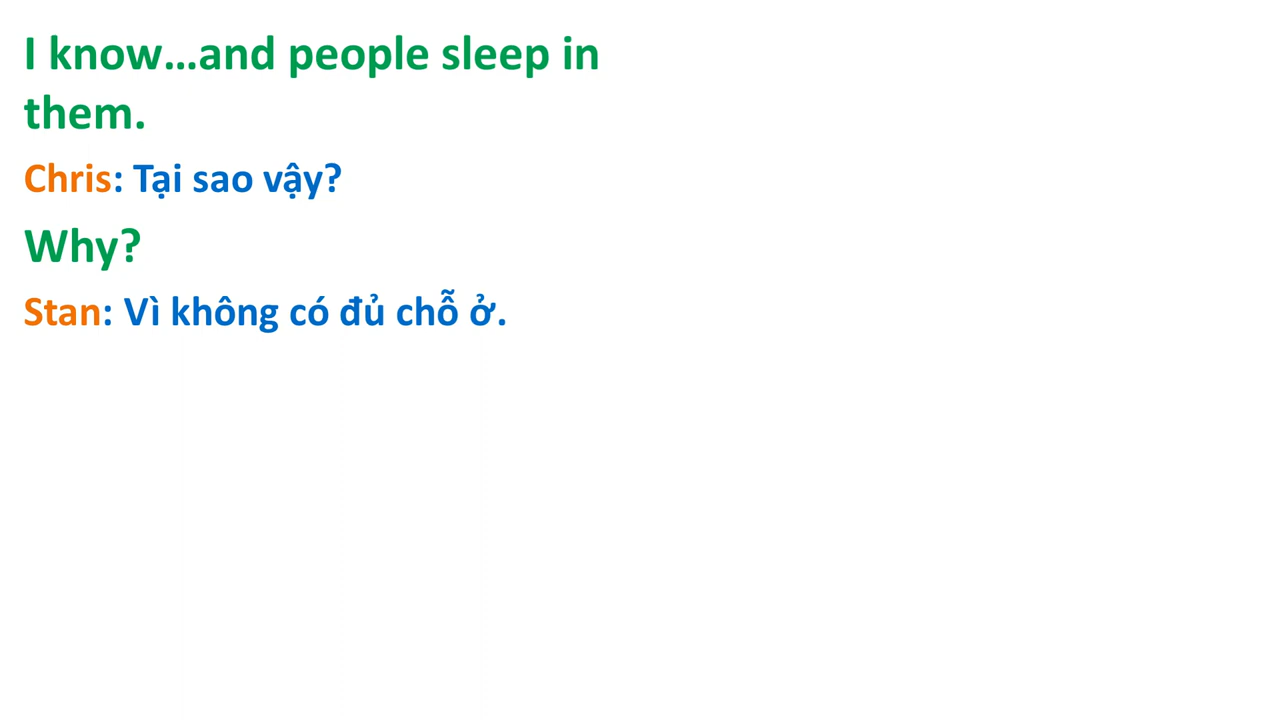 I know…and people sleep in
them.
Chris: Tại sao vậy?
Why?
Stan: Vì không có đủ chỗ ở.